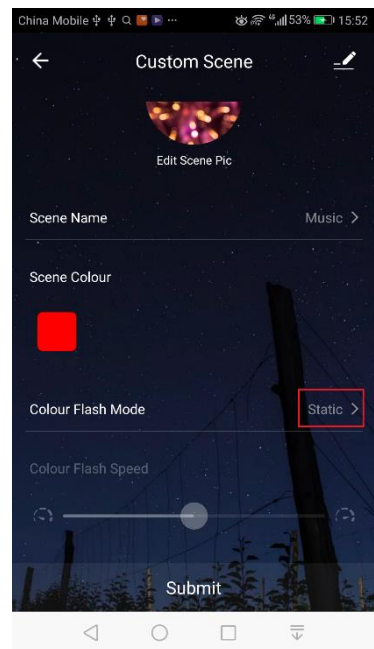 China Mobile 53% 15:52
Custom Scene
Edit Scene Pic
Scene Name Music >
Scene Colour
Colour Flash Mode Static >
Colour Flash Speed
Submit